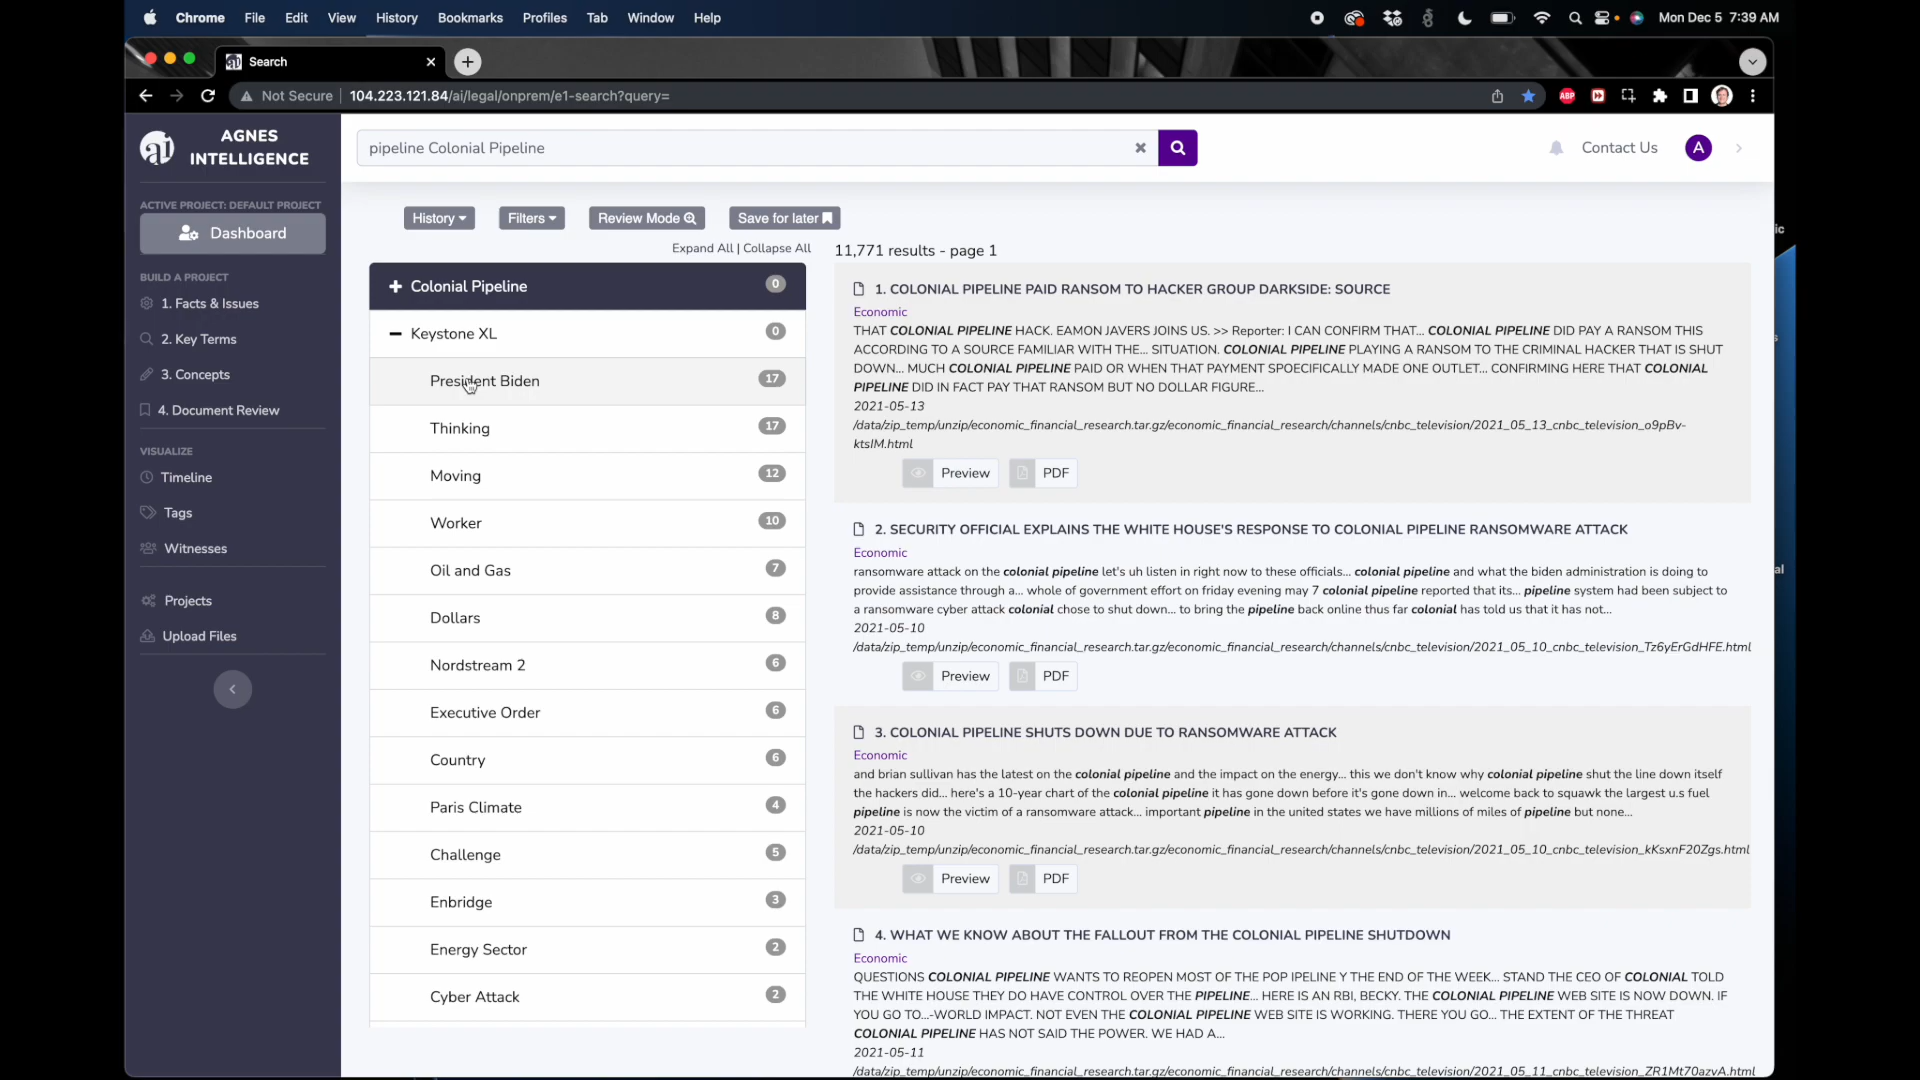 Chrome File Edit View History Bookmarks Profiles Tab Window Help
Mon Dec 5 7:39 AM
Search
Not Secure 104.223.121.84/ai/legal/onprem/e1-search?query=
ABP
AGNES
INTELLIGENCE
ACTIVE PROJECT: DEFAULT PROJECT
Dashboard
BUILD A PROJECT
1. Facts & Issues
2. Key Terms
3. Concepts
4. Document Review
VISUALIZE
Timeline
Tags
Witnesses
Projects
Upload Files
pipeline Colonial Pipeline
Contact Us A
History Filters Review Mode Save for later
Expand All | Collapse All
Colonial Pipeline 0
Keystone XL 0
President Biden 17
Thinking 17
Moving 12
Worker 10
Oil and Gas 7
Dollars 8
Nordstream 2 6
Executive Order 6
Country 6
Paris Climate 4
Challenge 5
Enbridge 3
Energy Sector 2
Cyber Attack 2
11,771 results - page 1
1. COLONIAL PIPELINE PAID RANSOM TO HACKER GROUP DARKSIDE: SOURCE
Economic
THAT COLONIAL PIPELINE HACK. EAMON JAVERS JOINS US. >> Reporter: I CAN CONFIRM THAT... COLONIAL PIPELINE DID PAY A RANSOM THIS
ACCORDING TO A SOURCE FAMILIAR WITH THE... SITUATION. COLONIAL PIPELINE PLAYING A RANSOM TO THE CRIMINAL HACKER THAT IS SHUT
DOWN... MUCH COLONIAL PIPELINE PAID OR WHEN THAT PAYMENT SPOECIFICALLY MADE ONE OUTLET... CONFIRMING HERE THAT COLONIAL
PIPELINE DID IN FACT PAY THAT RANSOM BUT NO DOLLAR FIGURE...
2021-05-13
/data/zip_temp/unzip/economic_financial_research.tar.gz/economic_financial_research/channels/cnbc_television/2021_05_13_cnbc_television_o9pBv-
ktsIM.html
Preview PDF
2. SECURITY OFFICIAL EXPLAINS THE WHITE HOUSE'S RESPONSE TO COLONIAL PIPELINE RANSOMWARE ATTACK
Economic
ransomware attack on the colonial pipeline let's uh listen in right now to these officials... colonial pipeline and what the biden administration is doing to
provide assistance through a... whole of government effort on friday evening may 7 colonial pipeline reported that its... pipeline system had been subject to
a ransomware cyber attack colonial chose to shut down... to bring the pipeline back online thus far colonial has told us that it has not...
2021-05-10
/data/zip_temp/unzip/economic_financial_research.tar.gz/economic_financial_research/channels/cnbc_television/2021_05_10_cnbc_television_Tz6yErGdHFE.html
Preview PDF
3. COLONIAL PIPELINE SHUTS DOWN DUE TO RANSOMWARE ATTACK
Economic
and brian sullivan has the latest on the colonial pipeline and the impact on the energy... this we don't know why colonial pipeline shut the line down itself
the hackers did... here's a 10-year chart of the colonial pipeline it has gone down before it's gone down in... welcome back to squawk the largest u.s fuel
pipeline is now the victim of a ransomware attack... important pipeline in the united states we have millions of miles of pipeline but none...
2021-05-10
/data/zip_temp/unzip/economic_financial_research.tar.gz/economic_financial_research/channels/cnbc_television/2021_05_10_cnbc_television_kKsxnF20Zgs.html
Preview PDF
4. WHAT WE KNOW ABOUT THE FALLOUT FROM THE COLONIAL PIPELINE SHUTDOWN
Economic
QUESTIONS COLONIAL PIPELINE WANTS TO REOPEN MOST OF THE POP IPELINE Y THE END OF THE WEEK... STAND THE CEO OF COLONIAL TOLD
THE WHITE HOUSE THEY DO HAVE CONTROL OVER THE PIPELINE... HERE IS AN RBI, BECKY. THE COLONIAL PIPELINE WEB SITE IS NOW DOWN. IF
YOU GO TO...-WORLD IMPACT. NOT EVEN THE COLONIAL PIPELINE WEB SITE IS WORKING. THERE YOU GO... THE EXTENT OF THE THREAT
COLONIAL PIPELINE HAS NOT SAID THE POWER. WE HAD A...
2021-05-11
/data/zip_temp/unzip/economic_financial_research.tar.gz/economic_financial_research/channels/cnbc_television/2021_05_11_cnbc_television_ZR1Mt70azvA.html